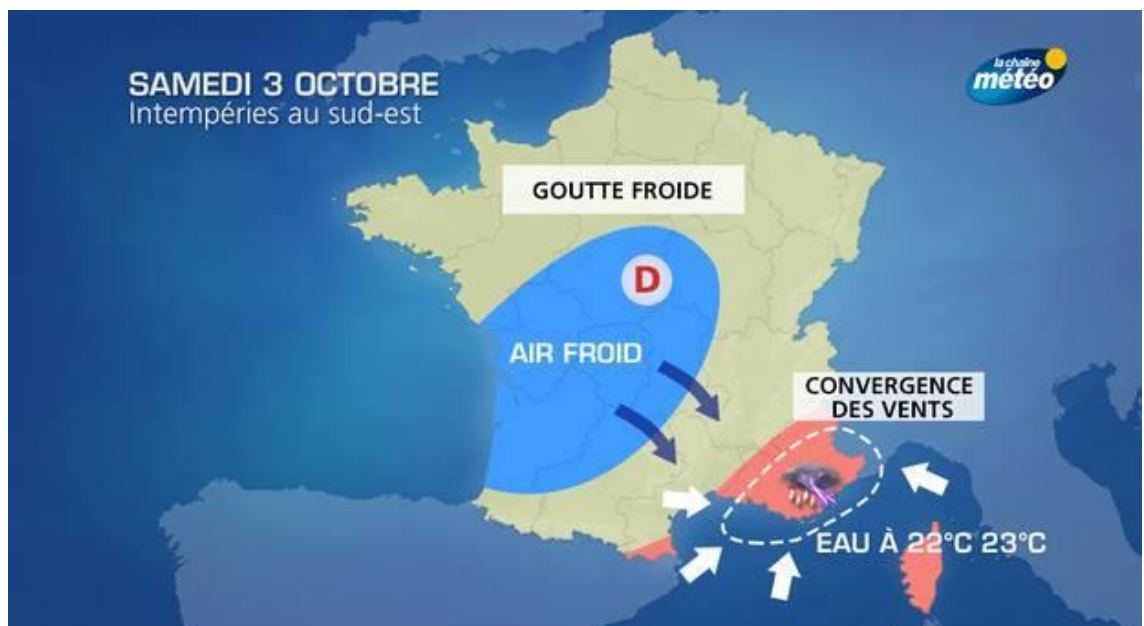 SAMEDI 3 OCTOBRE
Intempéries au sud-est
la chaîne
météo
GOUTTE FROIDE
D
AIR FROID
CONVERGENCE
DES VENTS
EAU À 22°C 23°C